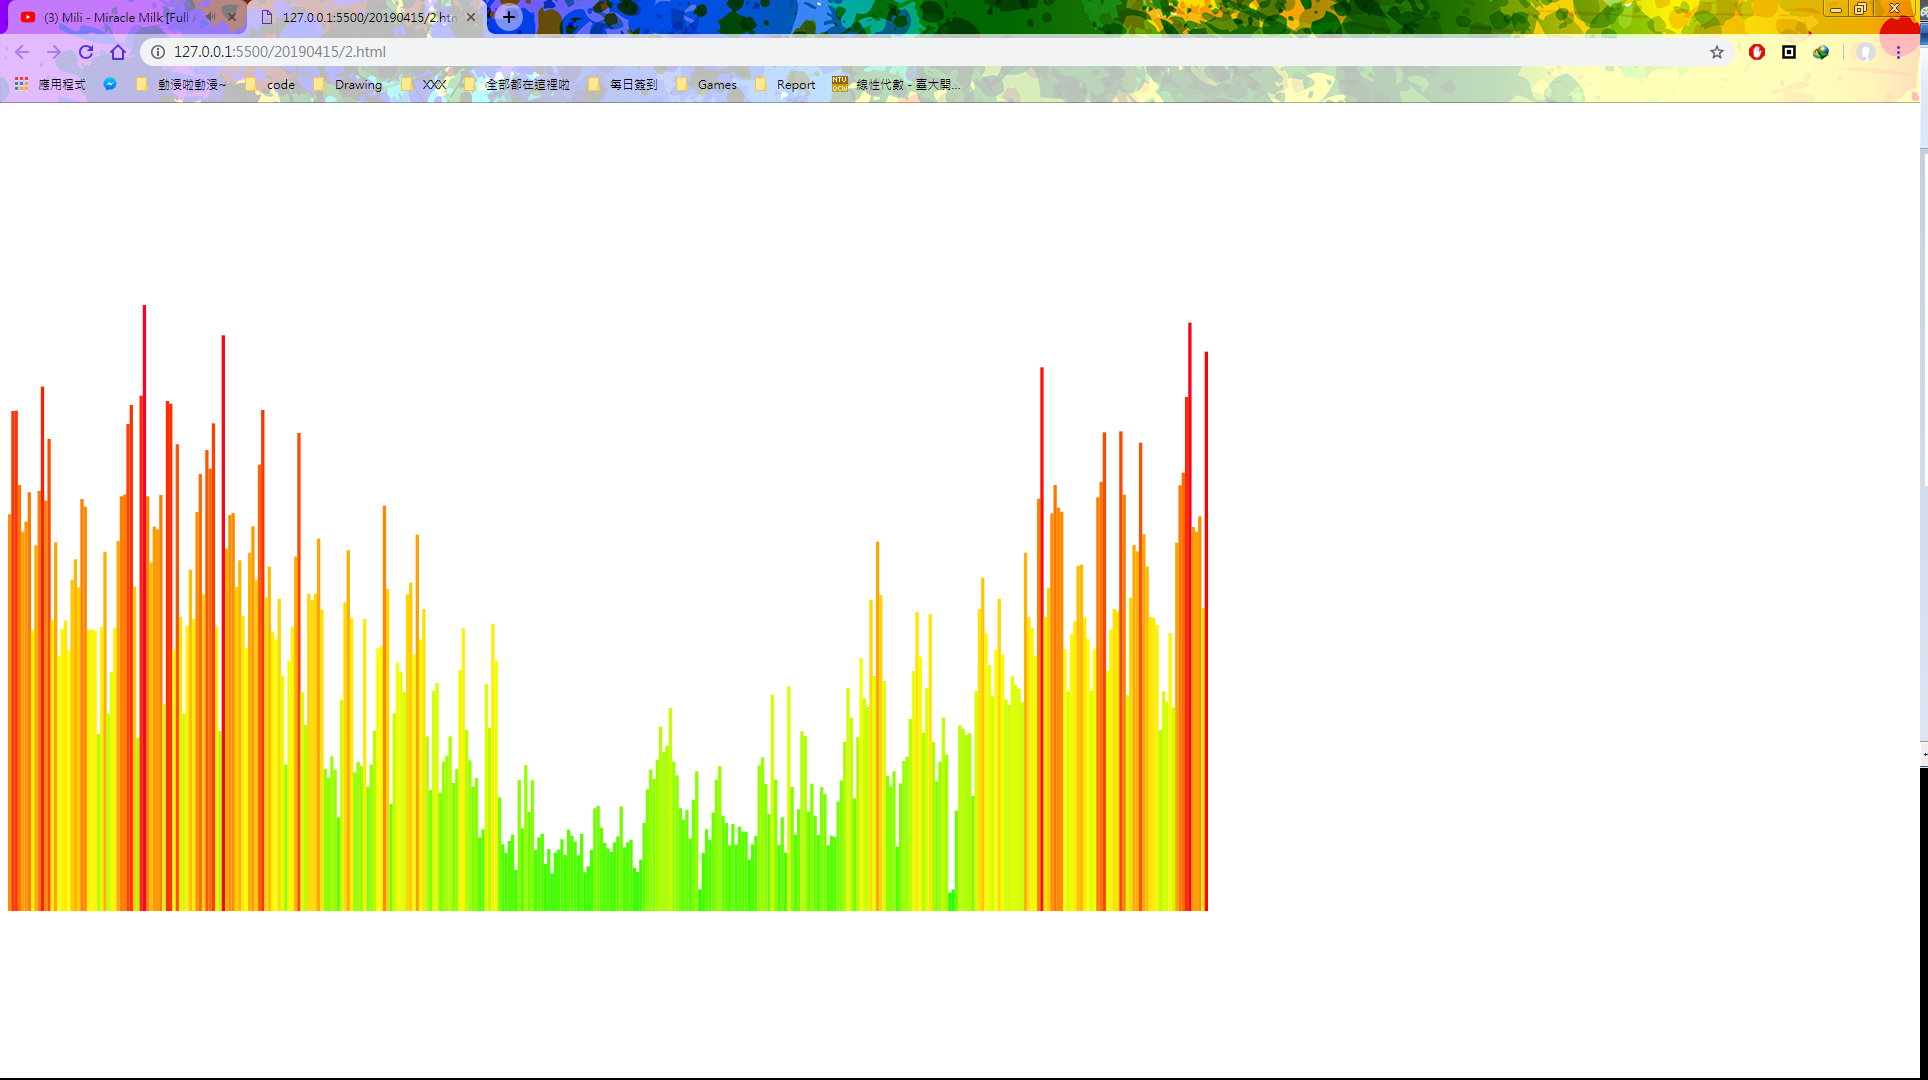 (3) Mili - Miracle Milk [Full
127.0.0.1:5500/20190415/2.htm
127.0.0.1:5500/20190415/2.html
應用程式
動漫啦動漫~
code
Drawing
XXX
全部都在這裡啦
每日簽到
Games
Report
NTU OCW
線性代數 - 臺大開...